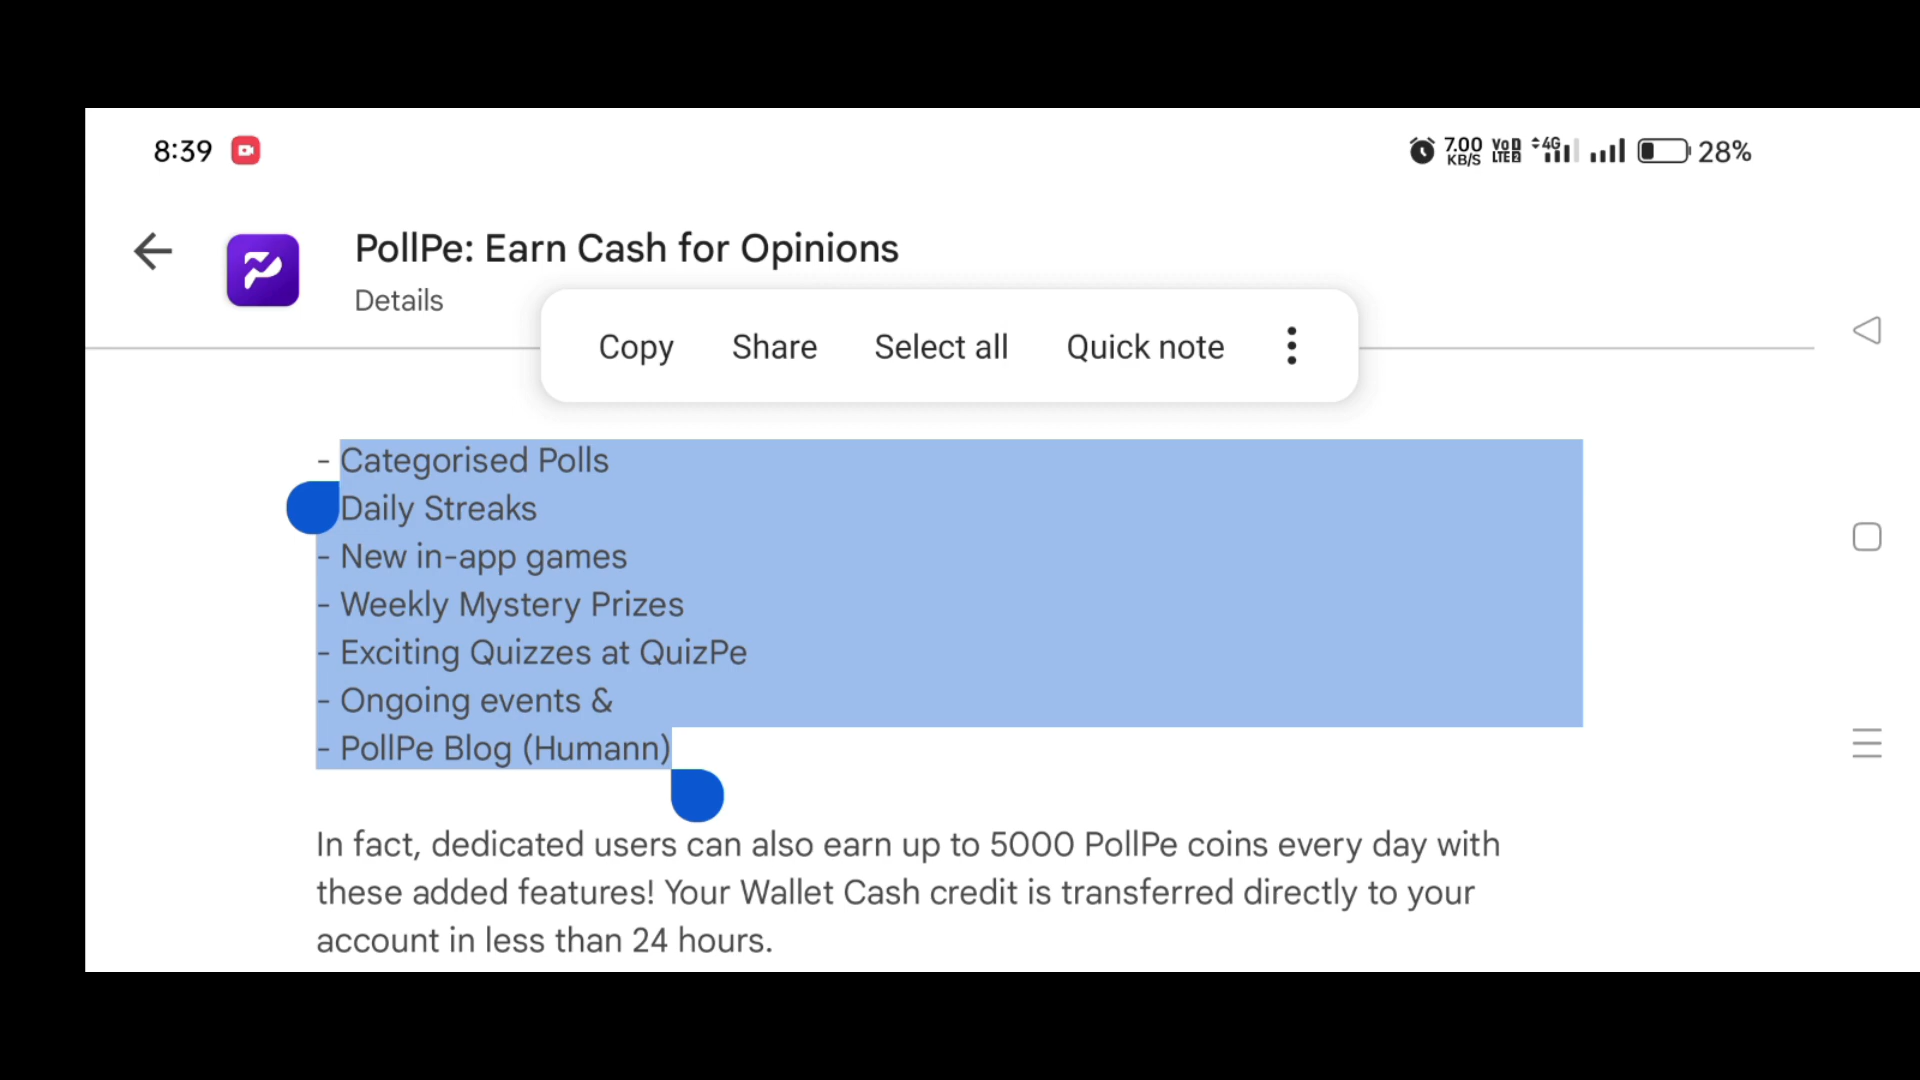 8:39 7.00 KB/S VoD LTE2 4G 28%
PollPe: Earn Cash for Opinions
Details
Copy Share Select all Quick note
- Categorised Polls
Daily Streaks
- New in-app games
- Weekly Mystery Prizes
- Exciting Quizzes at QuizPe
- Ongoing events &
- PollPe Blog (Humann)
In fact, dedicated users can also earn up to 5000 PollPe coins every day with
these added features! Your Wallet Cash credit is transferred directly to your
account in less than 24 hours.